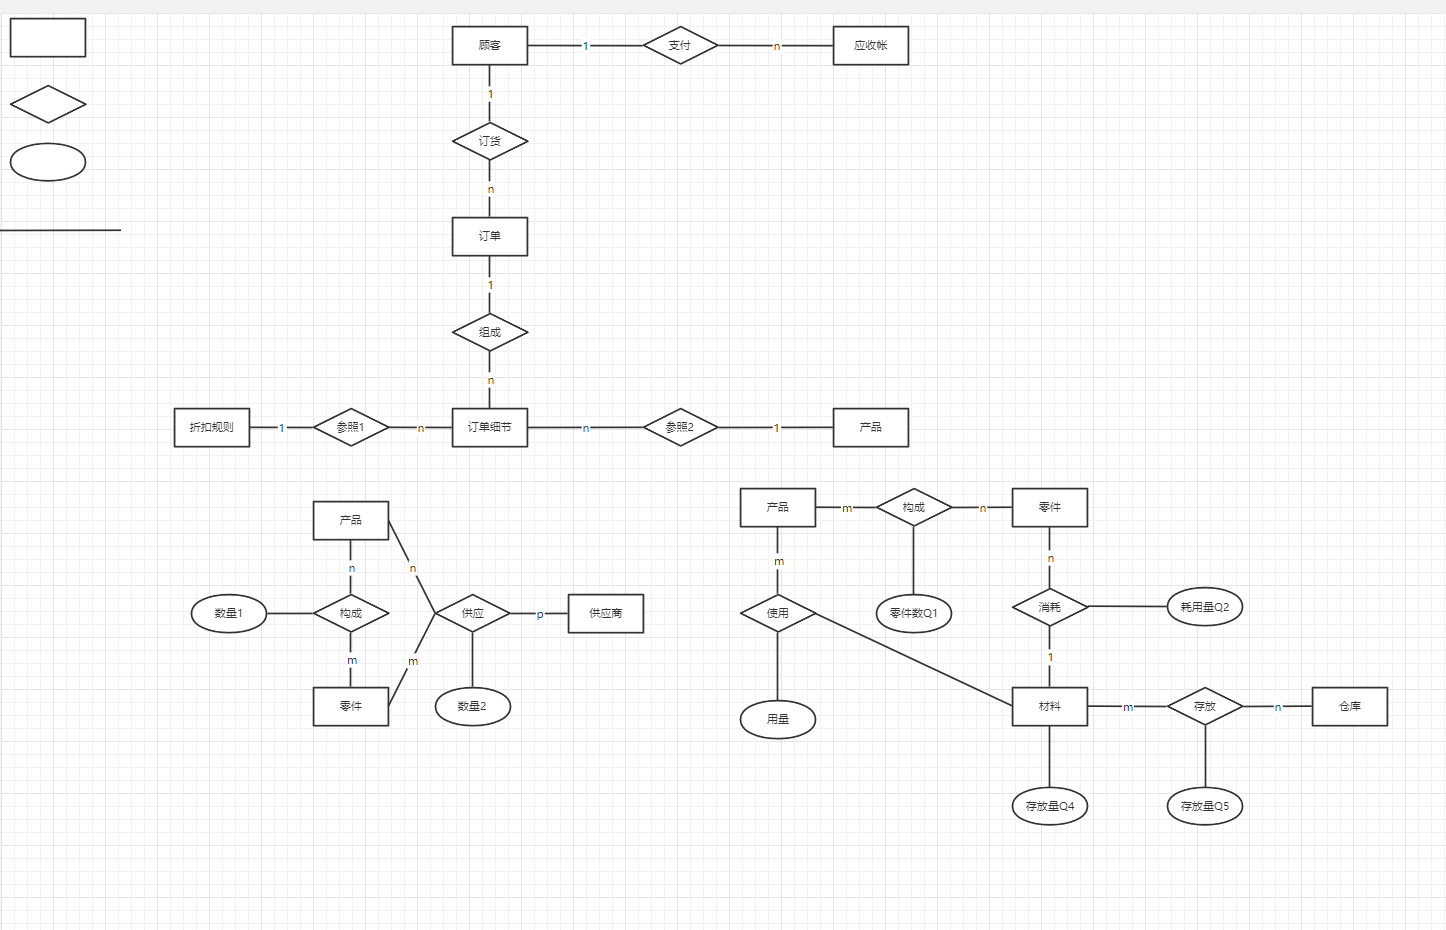 顾客
1
支付
n
应收帐
1
订货
n
订单
1
组成
n
折扣规则
1
参照1
n
订单细节
n
参照2
1
产品
产品
n
n
数量1
构成
供应
p
供应商
m
m
零件
数量2
产品
m
构成
n
零件
m
n
使用
零件数Q1
消耗
耗用量Q2
1
用量
材料
m
存放
n
仓库
存放量Q4
存放量Q5